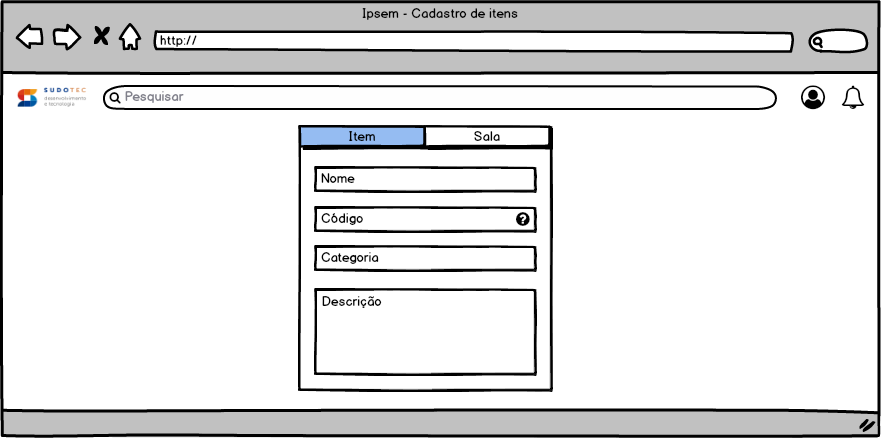 Ipsem - Cadastro de itens
http://
SUDOTEC
desenvolvimento
e tecnologia
Pesquisar
Item
Sala
Nome
Código
?
Categoria
Descrição